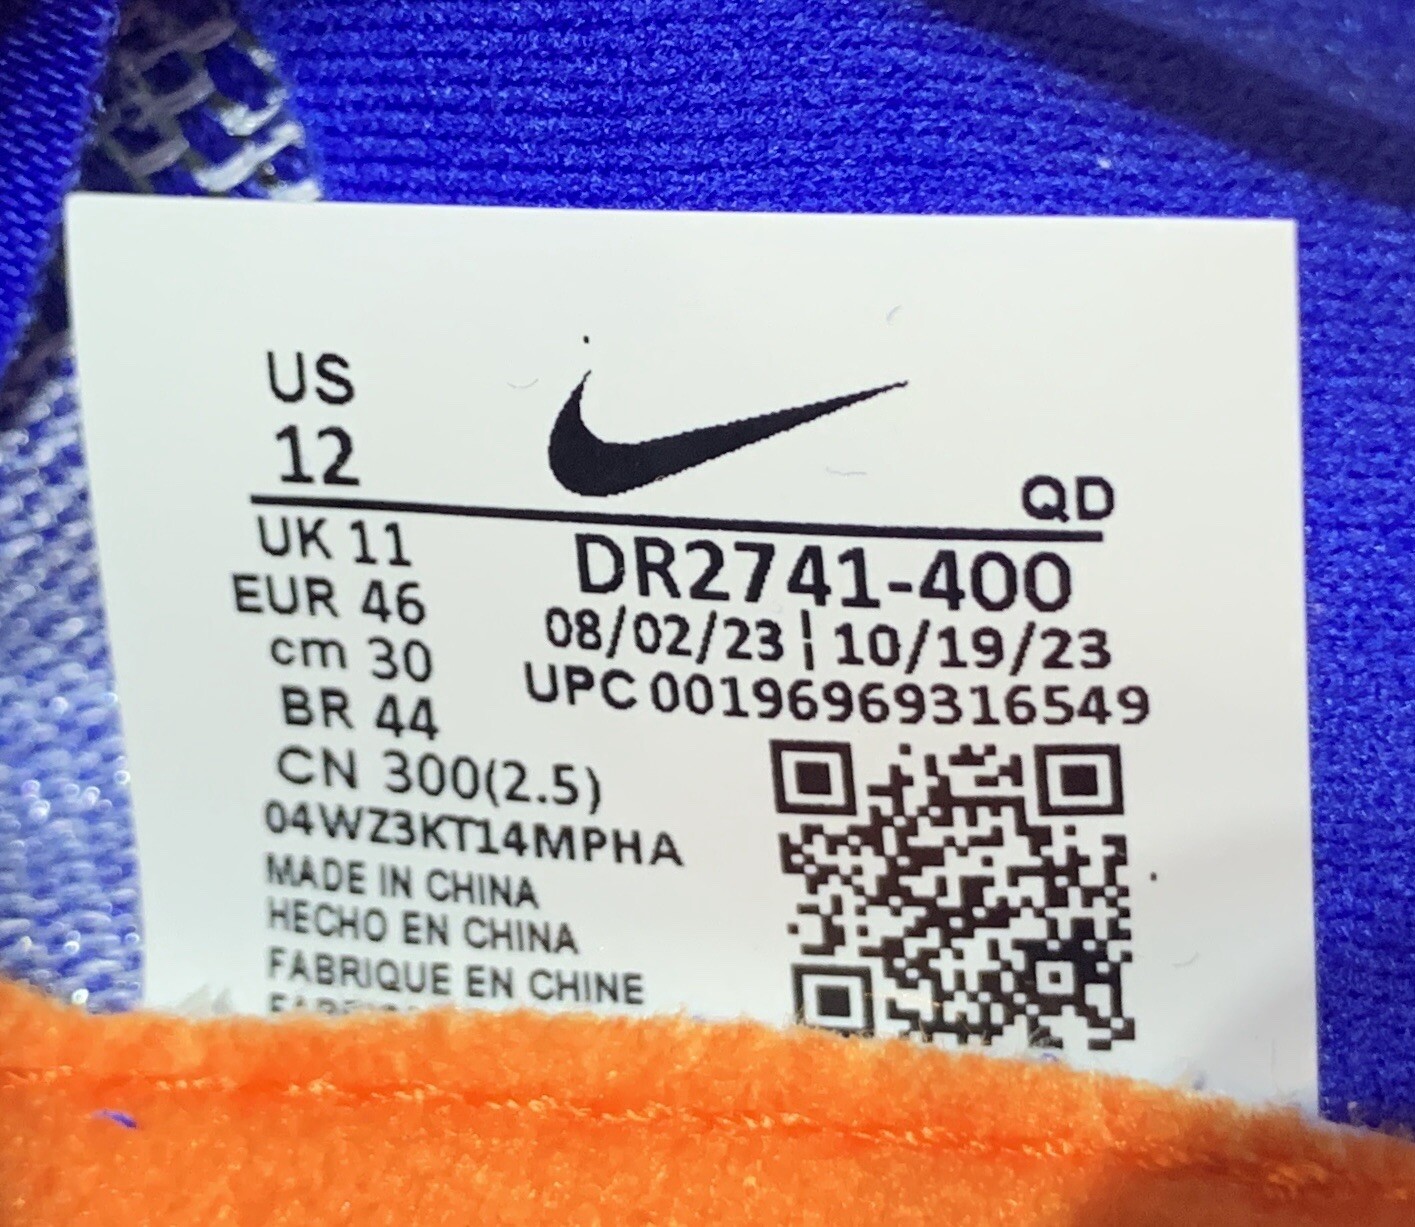 US
12
QD
UK 11
EUR 46
cm 30
BR 44
CN 300(2.5)
DR2741-400
08/02/23 | 10/19/23
UPC 00196969316549
04WZ3KT14MPHA
MADE IN CHINA
HECHO EN CHINA
FABRIQUE EN CHINE